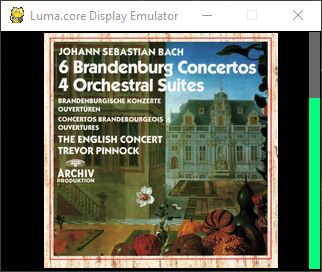 Luma.core Display Emulator
JOHANN SEBASTIAN BACH
6 Brandenburg Concertos
4 Orchestral Suites
BRANDENBURGISCHE KONZERTE
OUVERTÜREN
CONCERTOS BRANDEBOURGEOIS
OUVERTURES
THE ENGLISH CONCERT
TREVOR PINNOCK
ARCHIV
PRODUKTION